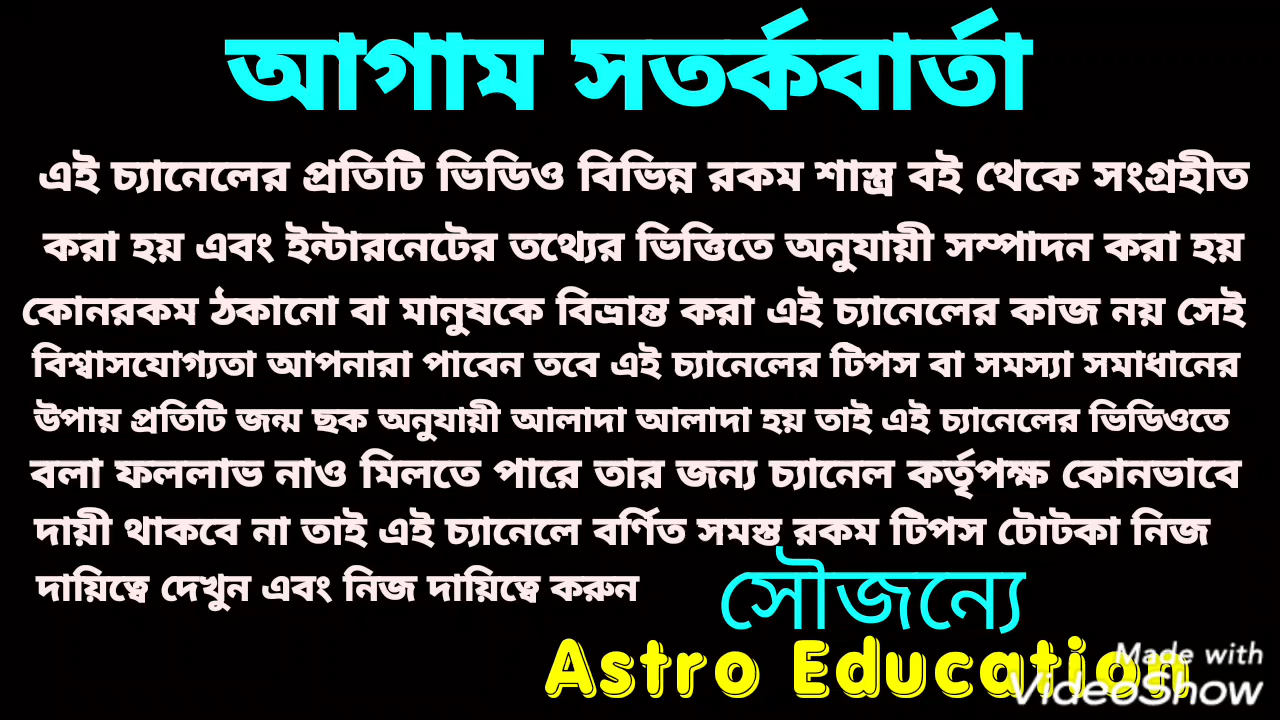 আগাম সতর্কবার্তা
এই চ্যানেলের প্রতিটি ভিডিও বিভিন্ন রকম শাস্ত্র বই থেকে সংগ্রহীত
করা হয় এবং ইন্টারনেটের তথ্যের ভিত্তিতে অনুযায়ী সম্পাদন করা হয়
কোনরকম ঠকানো বা মানুষকে বিভ্রান্ত করা এই চ্যানেলের কাজ নয় সেই
বিশ্বাসযোগ্যতা আপনারা পাবেন তবে এই চ্যানেলের টিপস বা সমস্যা সমাধানের
উপায় প্রতিটি জন্ম ছক অনুযায়ী আলাদা আলাদা হয় তাই এই চ্যানেলের ভিডিওতে
বলা ফললাভ নাও মিলতে পারে তার জন্য চ্যানেল কর্তৃপক্ষ কোনভাবে
দায়ী থাকবে না তাই এই চ্যানেলে বর্ণিত সমস্ত রকম টিপস টোটকা নিজ
দায়িত্বে দেখুন এবং নিজ দায়িত্বে করুন
সৌজন্যে
Astro Education
Made with
VideoShow